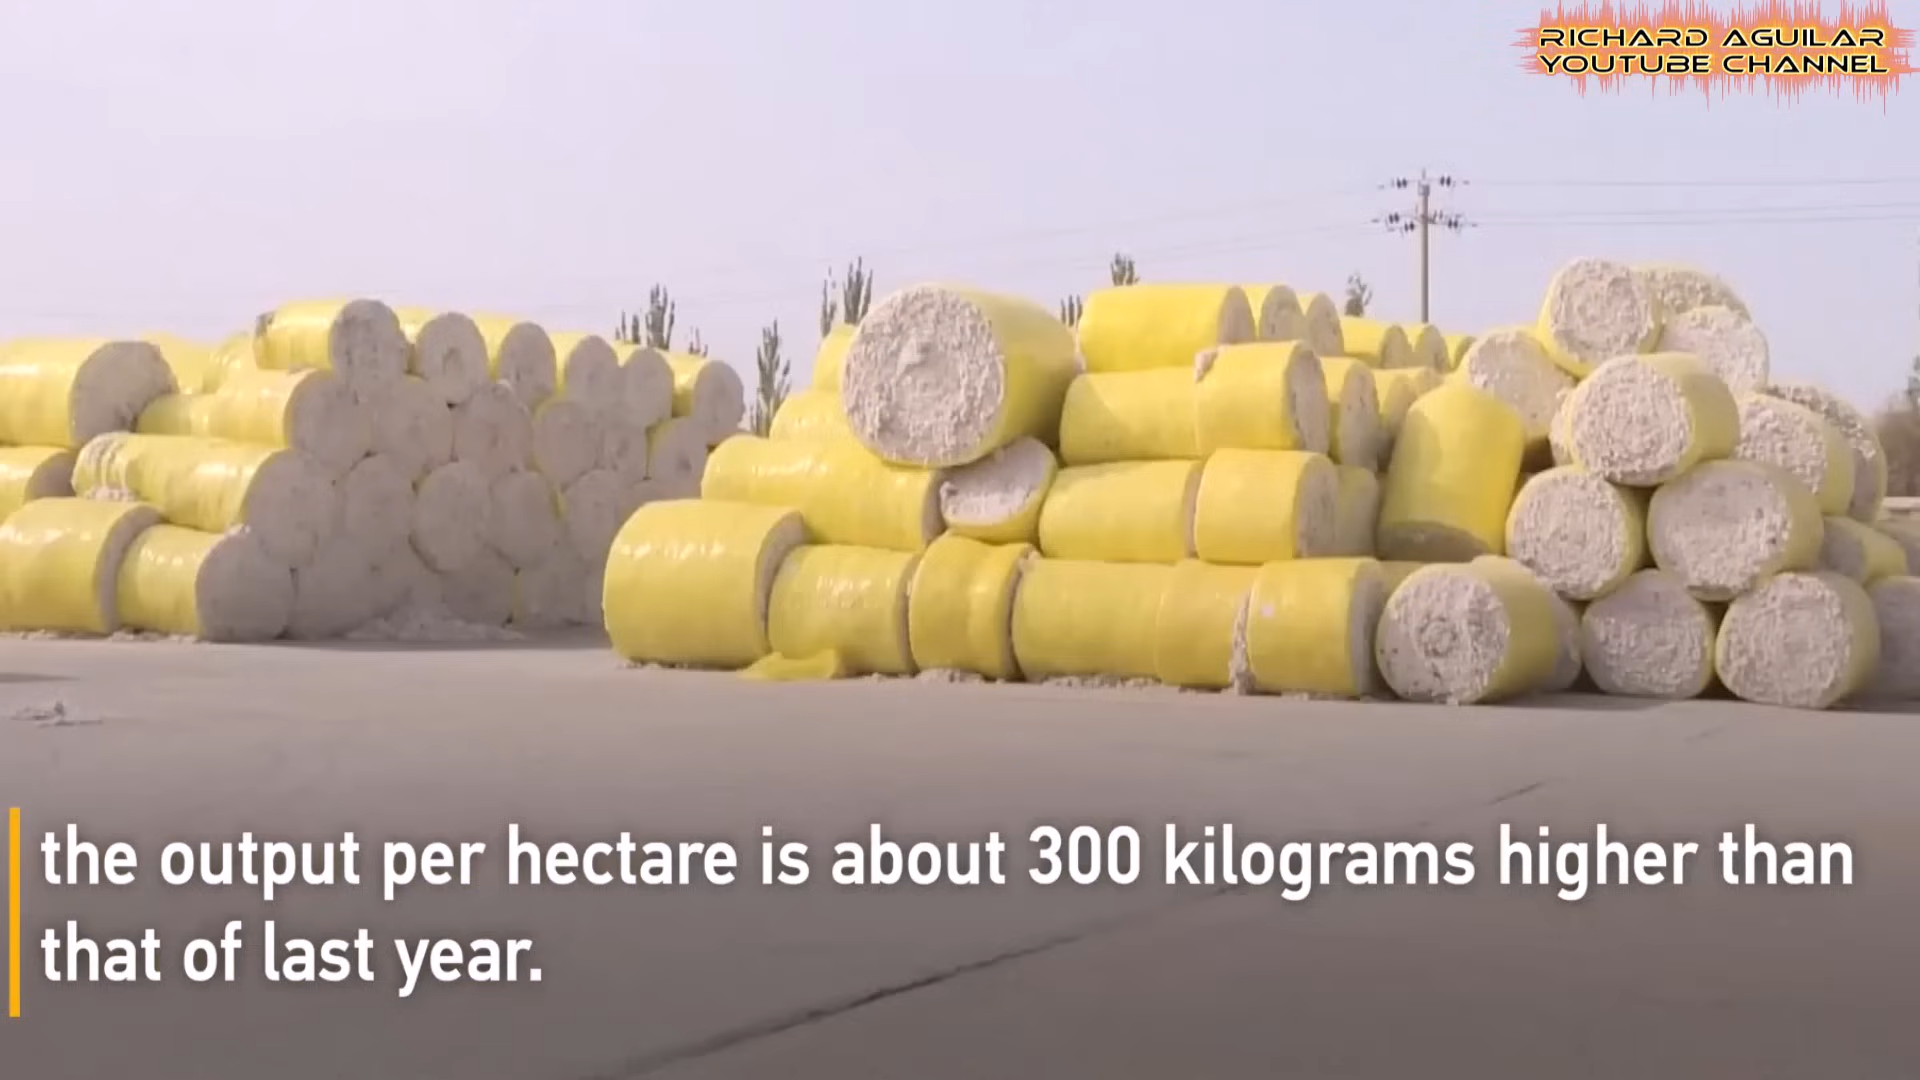 RICHARD AGUILAR
YOUTUBE CHANNEL
the output per hectare is about 300 kilograms higher than
that of last year.